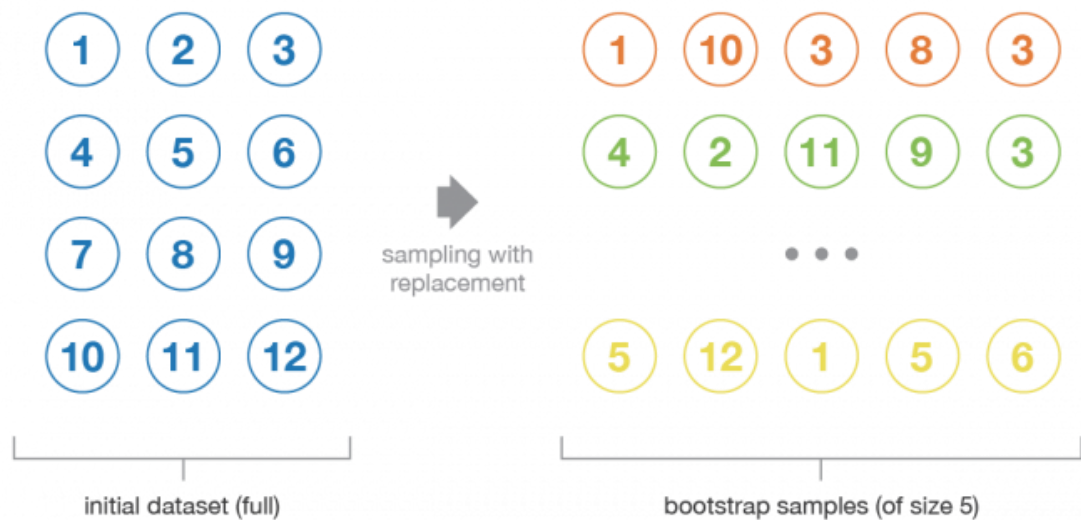 1 2 3
4 5 6
7 8 9
10 11 12
initial dataset (full)
sampling with
replacement
1 10 3 8 3
4 2 11 9 3
5 12 1 5 6
bootstrap samples (of size 5)